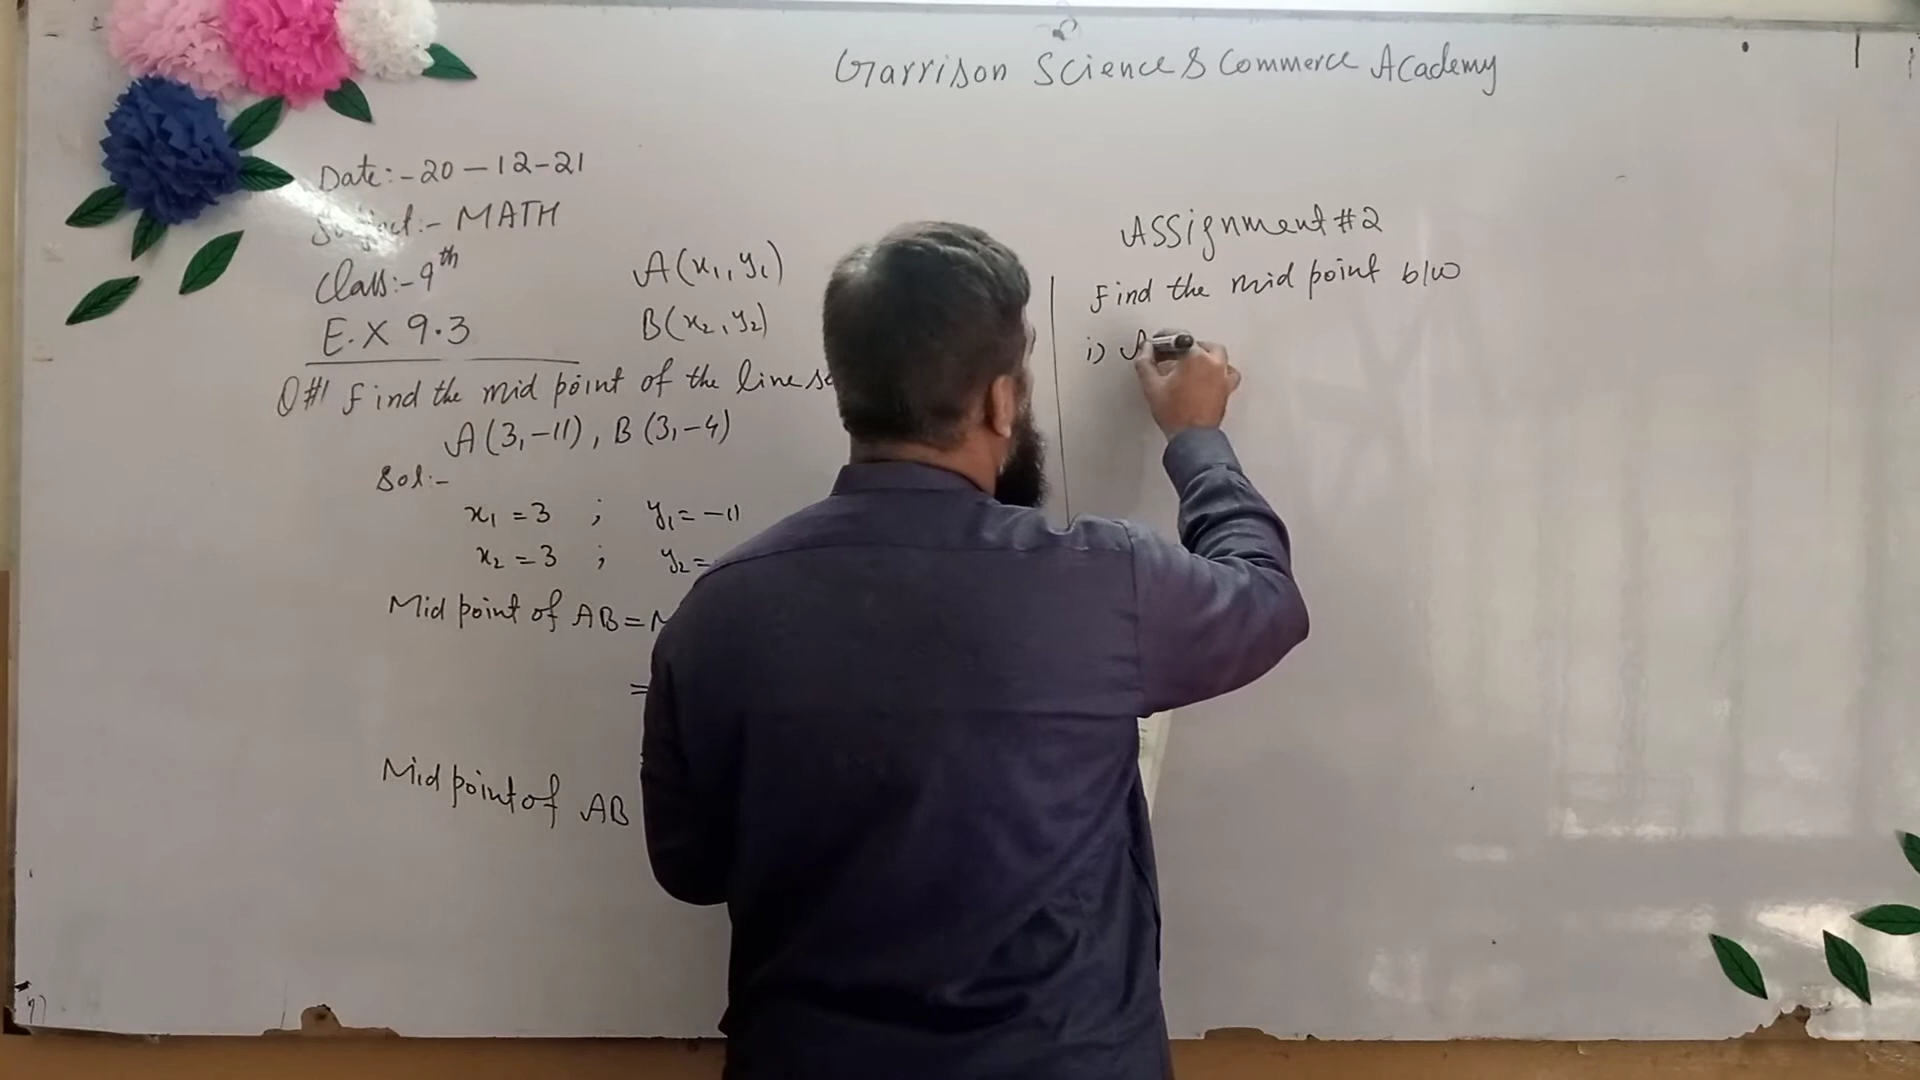 Garrison Science & Commerce Academy
Date:-20-12-21
Subject:- MATH
Class:-9th
E.X 9.3
A(x₁,y₁)
B(x₂,y₂)
Q#1 Find the mid point of the line
A(3,-11), B(3,-4)
Sol:-
x₁ = 3 ; y₁ = -11
x₂ = 3 ; y₂ =
Mid point of AB =
=
Mid point of AB
Assignment #2
Find the mid point b/w
i) A